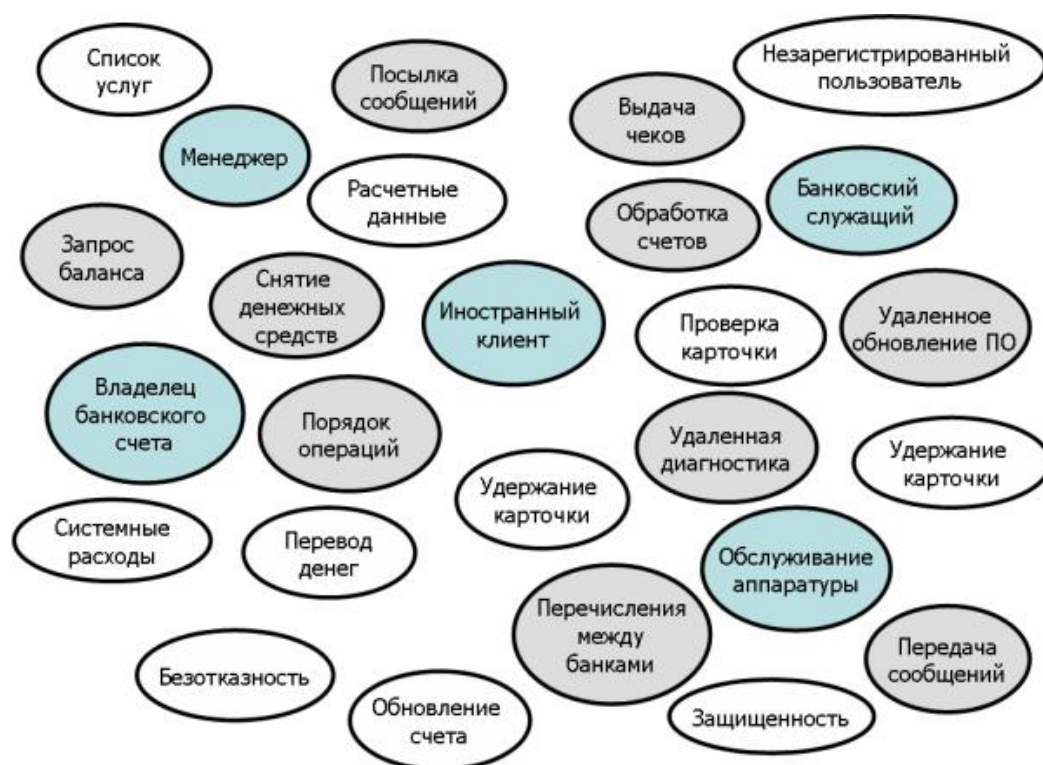 Список
услуг
Посылка
сообщений
Незарегистрированный
пользователь
Выдача
чеков
Менеджер
Расчетные
данные
Банковский
служащий
Обработка
счетов
Запрос
баланса
Снятие
денежных
средств
Иностранный
клиент
Проверка
карточки
Удаленное
обновление ПО
Владелец
банковского
счета
Порядок
операций
Удаленная
диагностика
Удержание
карточки
Удержание
карточки
Системные
расходы
Перевод
денег
Обслуживание
аппаратуры
Перечисления
между
банками
Передача
сообщений
Безотказность
Обновление
счета
Защищенность